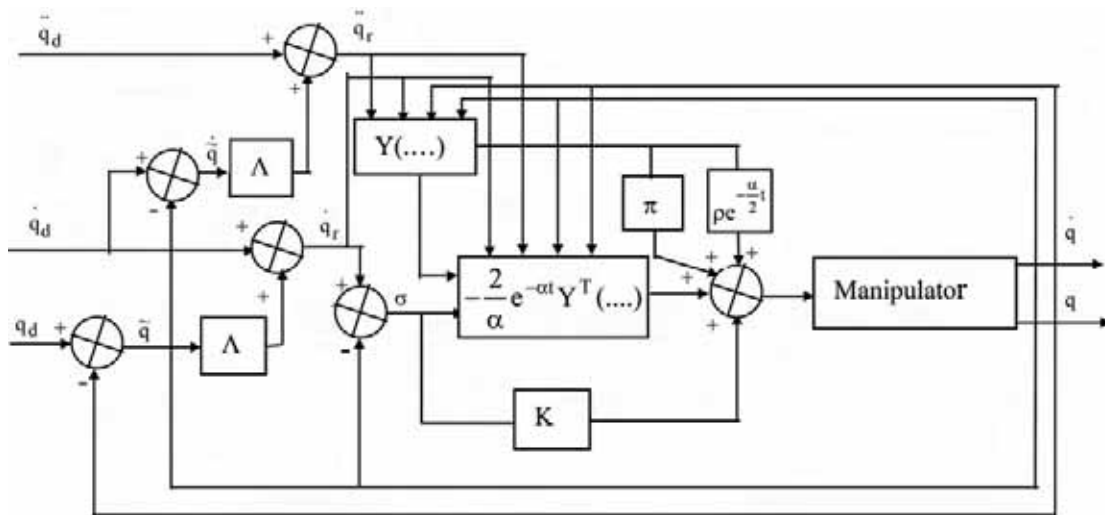 q̈d
+
+
q̈r
Y(....)
+
-
q̃̇
Λ
π
ρe^{-α/2 t}
q̇d
+
+
q̇r
+
-
σ
-2/α e^{-αt} Y^T (....)
+
+
+
+
Manipulator
q̇
q
qd
+
-
q̃
Λ
K